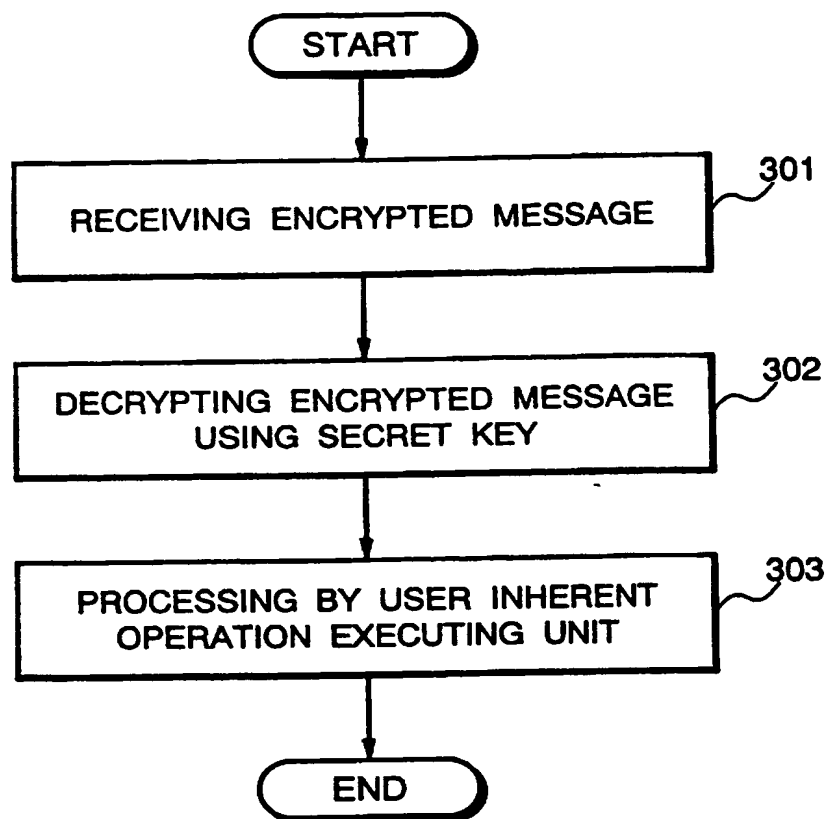 START
RECEIVING ENCRYPTED MESSAGE
301
DECRYPTING ENCRYPTED MESSAGE
USING SECRET KEY
302
PROCESSING BY USER INHERENT
OPERATION EXECUTING UNIT
303
END